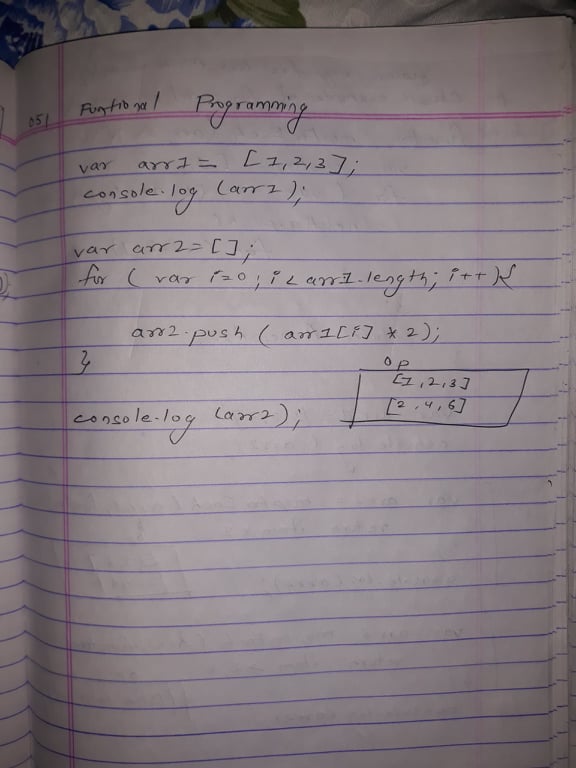 051 Funtional Programming
var arr1 = [1,2,3];
console.log (arr1);
var arr2=[];
for ( var i=0; i< arr1.length; i++){
arr2.push ( arr1[i] * 2);
}
op
[1,2,3]
[2,4,6]
console.log (arr2);